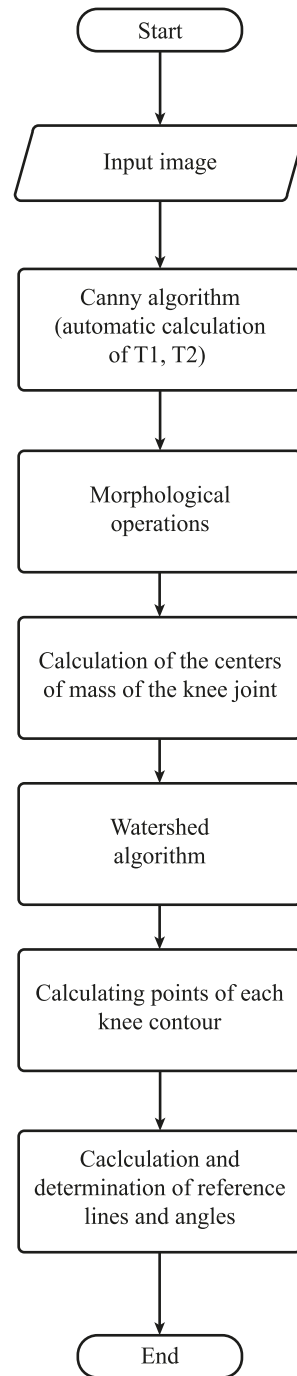 Start
Input image
Canny algorithm
(automatic calculation
of T1, T2)
Morphological
operations
Calculation of the centers
of mass of the knee joint
Watershed
algorithm
Calculating points of each
knee contour
Caclculation and
determination of reference
lines and angles
End